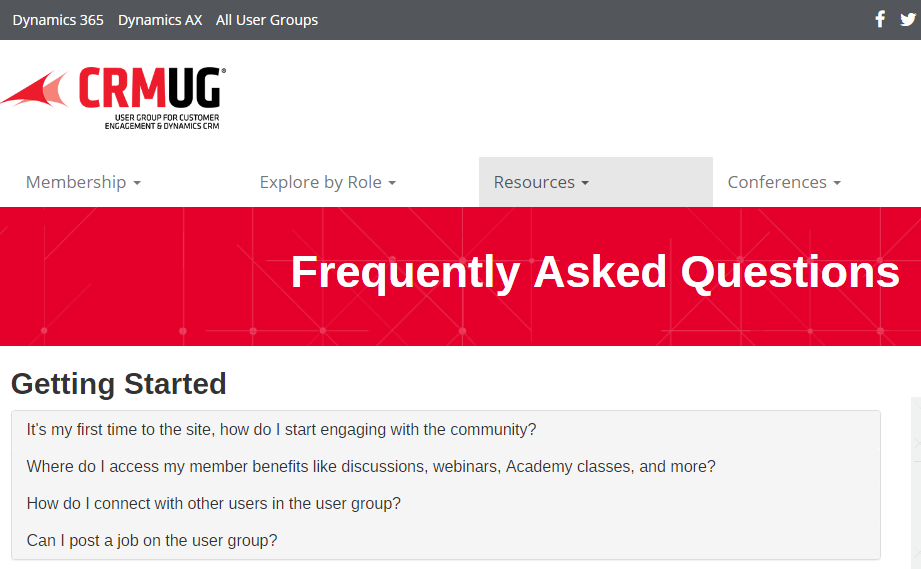 Dynamics 365 Dynamics AX All User Groups
CRMUG®
USER GROUP FOR CUSTOMER
ENGAGEMENT & DYNAMICS CRM
Membership Explore by Role Resources Conferences
Frequently Asked Questions
Getting Started
It's my first time to the site, how do I start engaging with the community?
Where do I access my member benefits like discussions, webinars, Academy classes, and more?
How do I connect with other users in the user group?
Can I post a job on the user group?